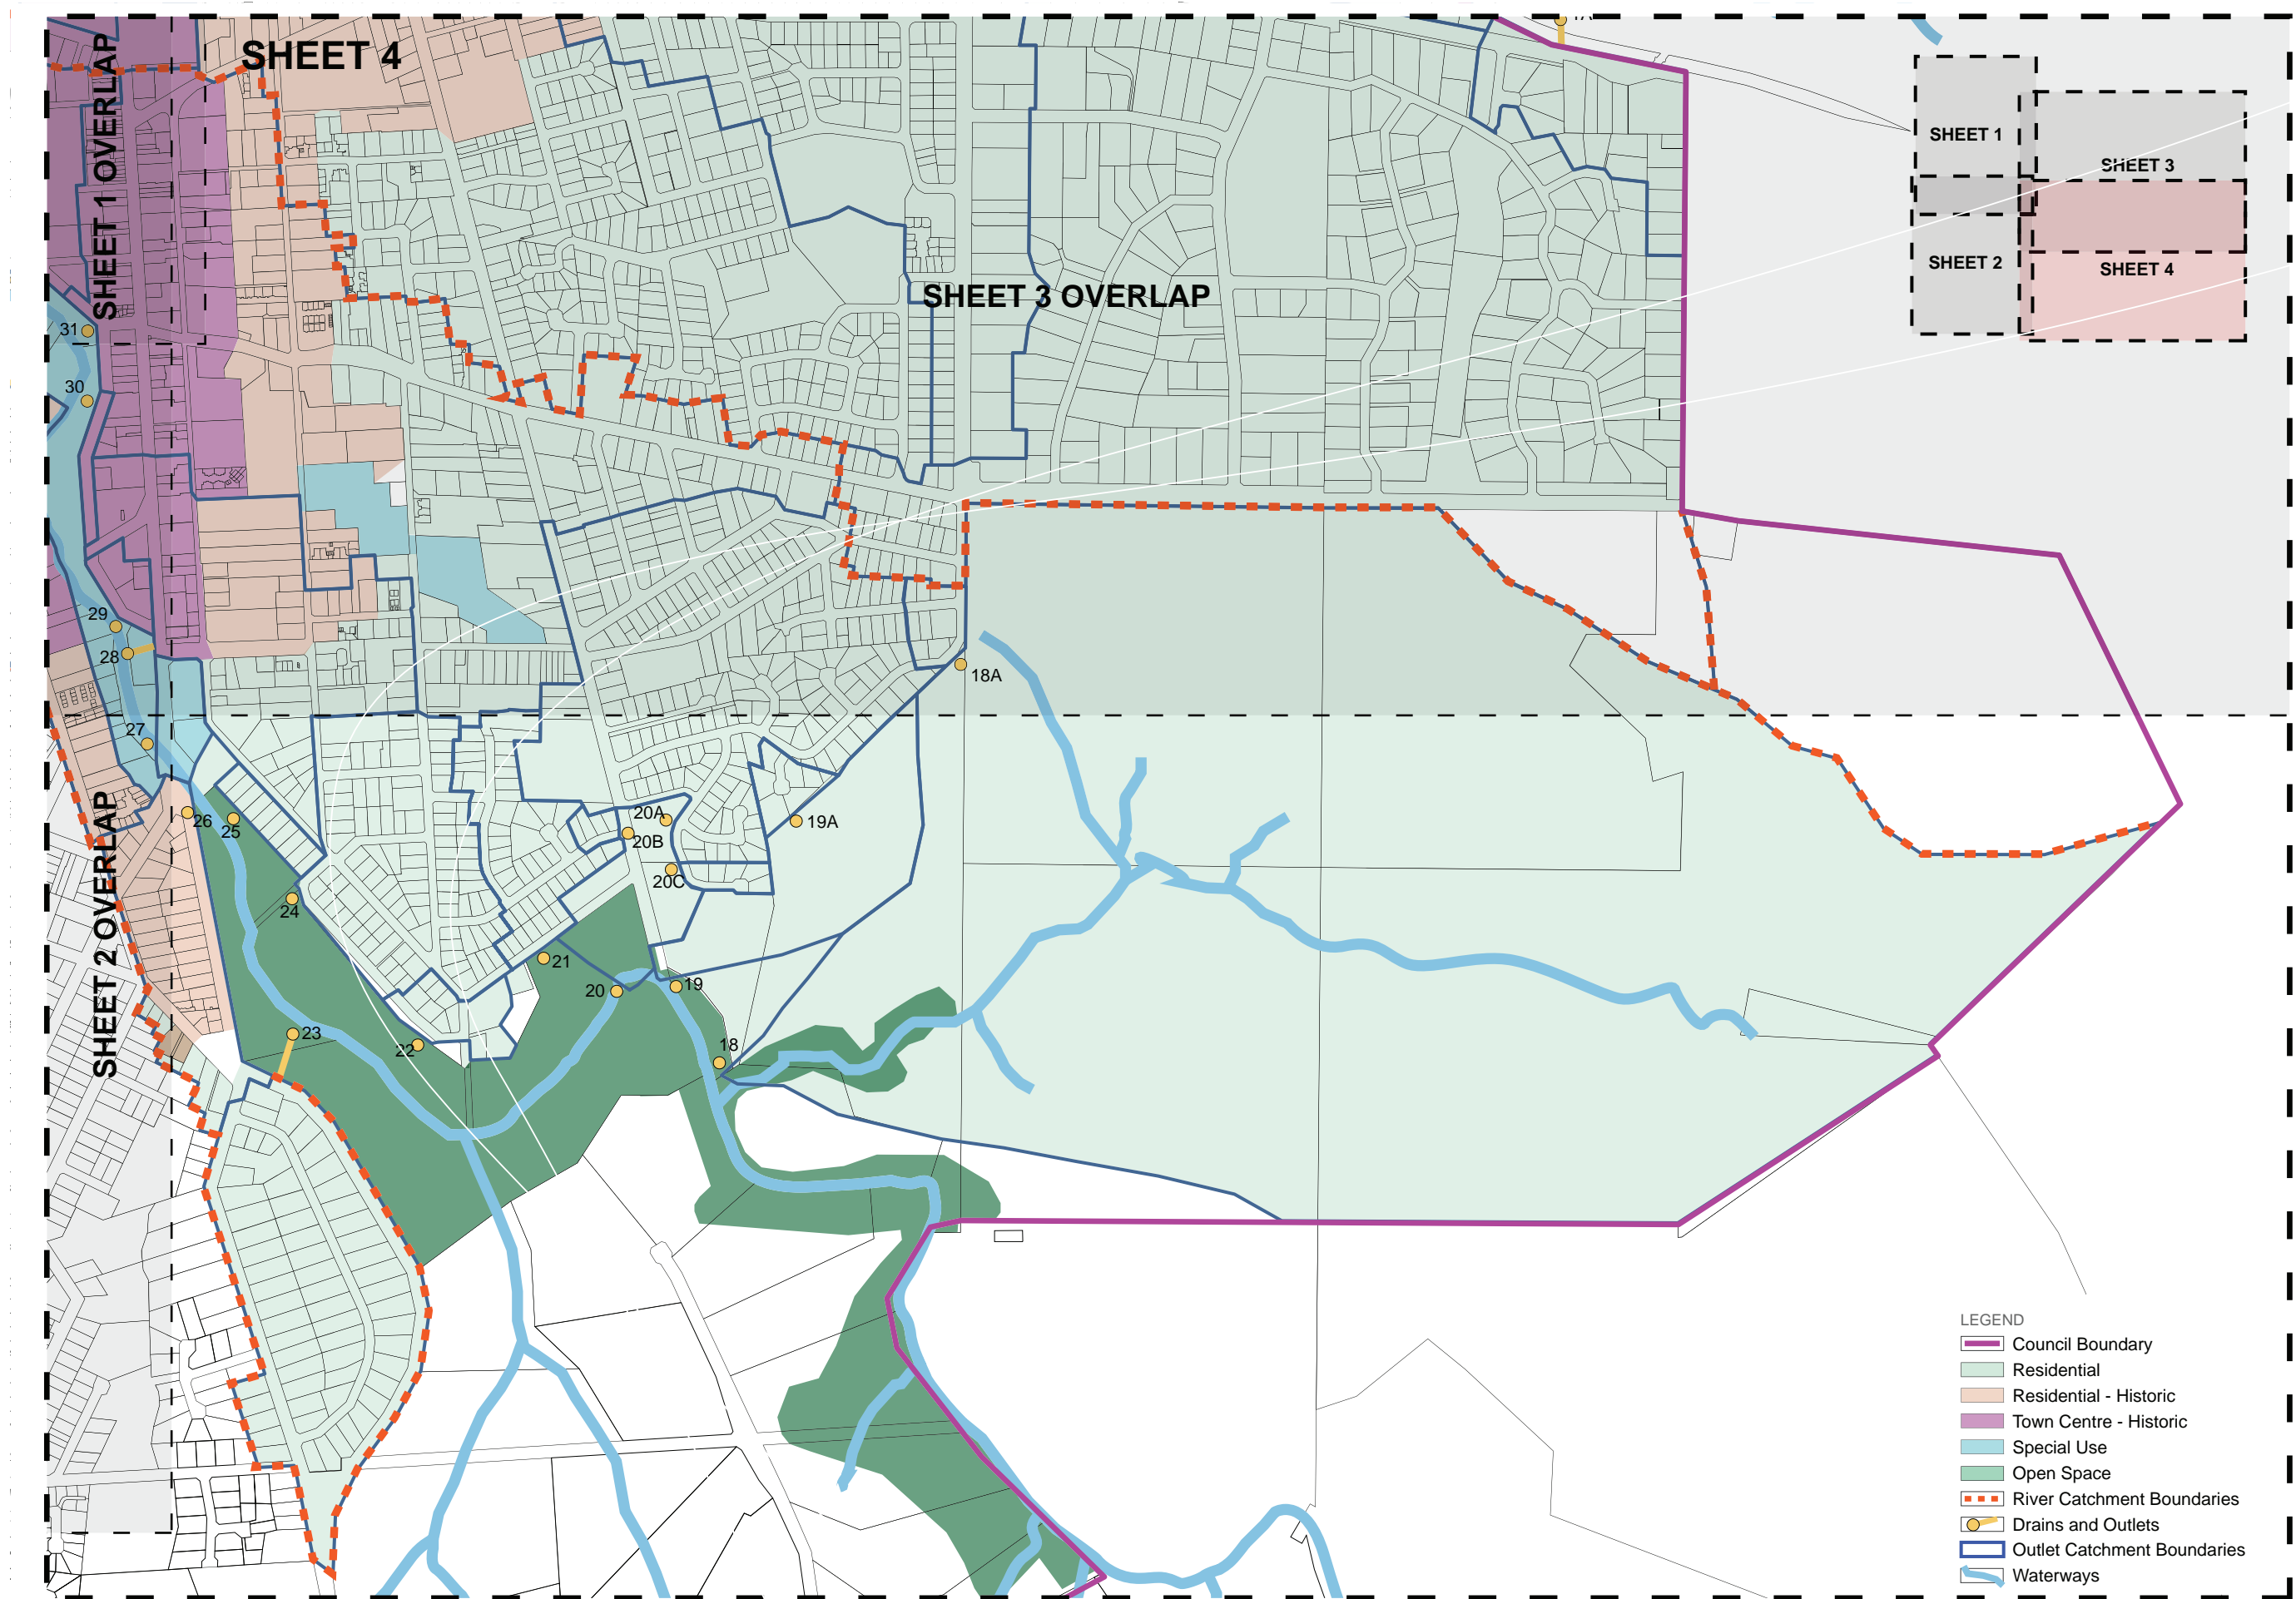 SHEET 4
SHEET 1 OVERLAP
SHEET 1
SHEET 3
SHEET 2
SHEET 4
SHEET 3 OVERLAP
31
30
29
28
18A
27
26
25
20A
20B
19A
20C
24
SHEET 2 OVERLAP
21
20
19
23
22
18
LEGEND
Council Boundary
Residential
Residential - Historic
Town Centre - Historic
Special Use
Open Space
River Catchment Boundaries
Drains and Outlets
Outlet Catchment Boundaries
Waterways